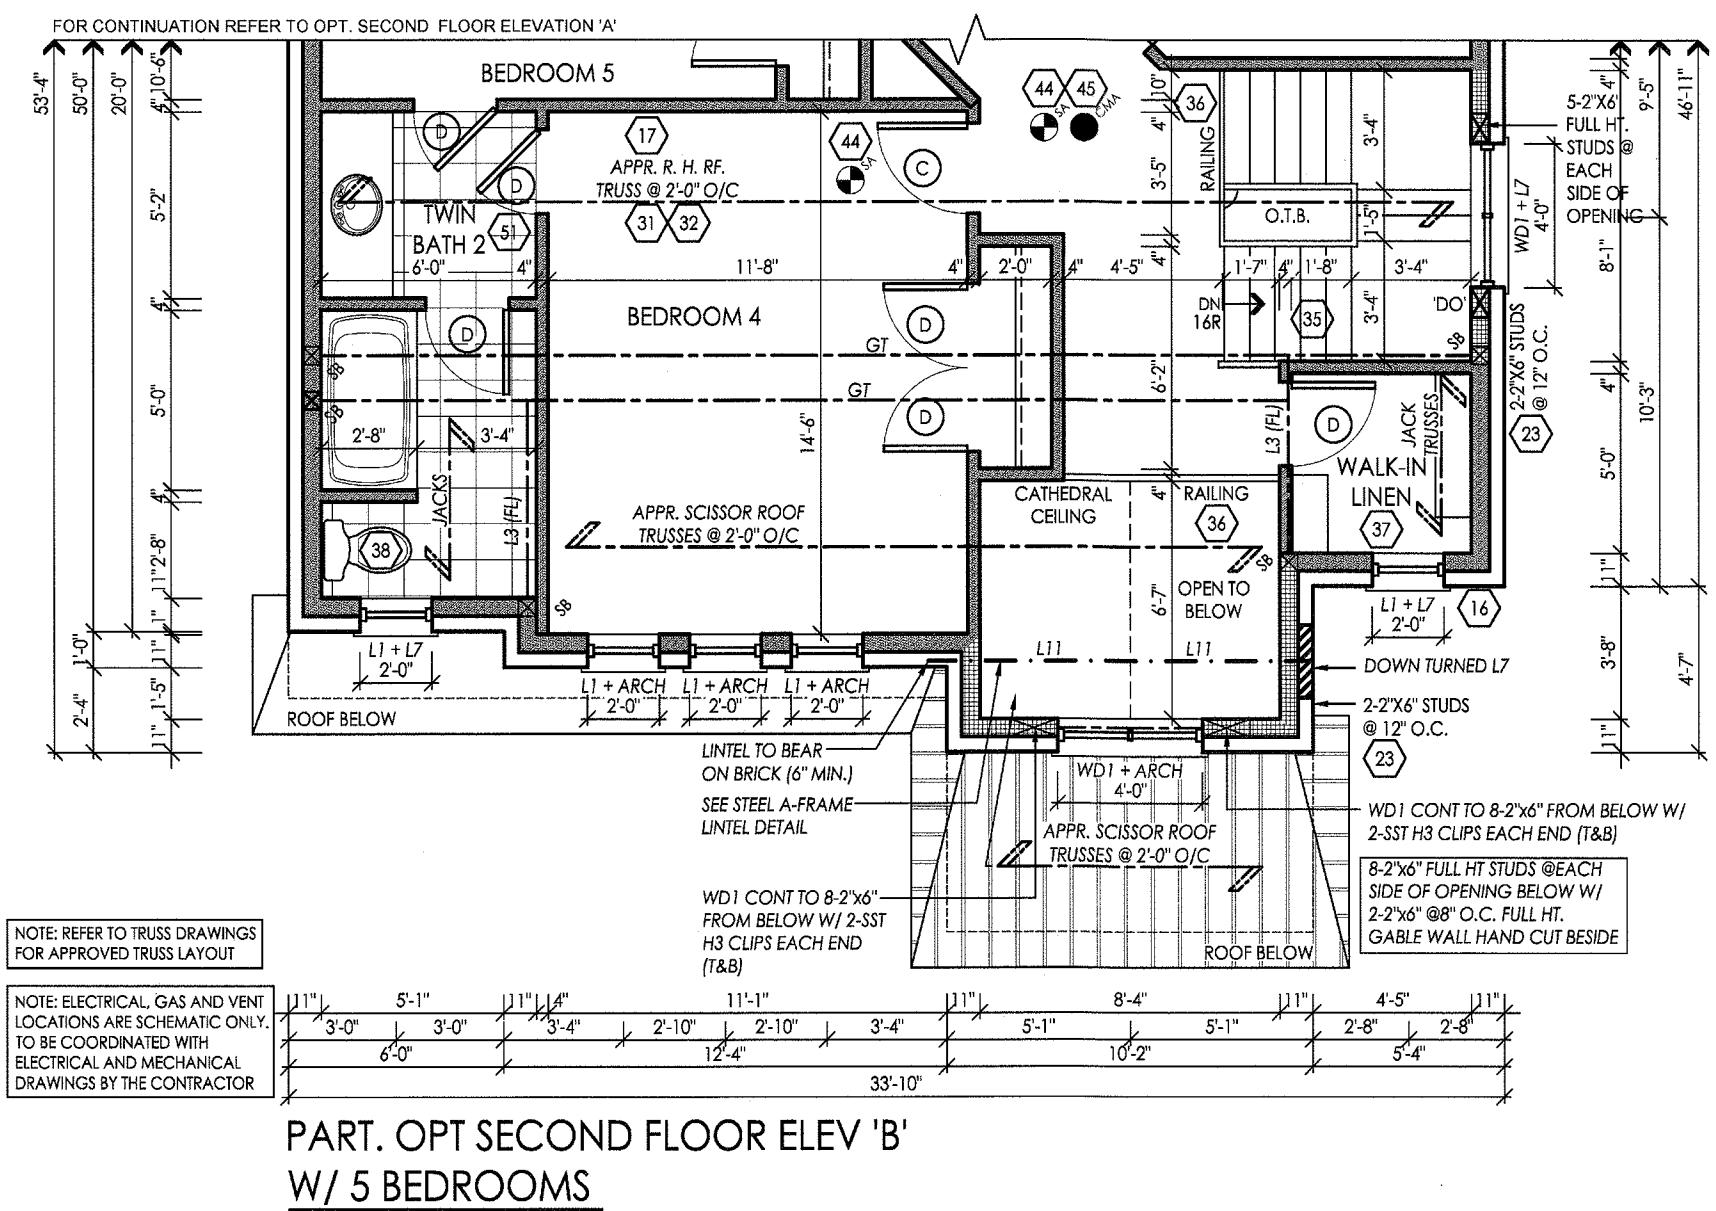 FOR CONTINUATION REFER TO OPT. SECOND FLOOR ELEVATION 'A'
53'-4"
50'-0"
20'-0"
10'-6"
4"
5'-2"
4"
5'-0"
4"
2'-8"
11"
1"
11"
1'-5"
11"
1'-0"
2'-4"
BEDROOM 5
D
D
17
APPR. R. H. RF.
TRUSS @ 2'-0" O/C
31
32
44
SA
C
44
45
SA
CMA
36
RAILING
10"
4"
3'-5"
4"
6'-2"
4"
6'-7"
3'-4"
1'-5"
3'-4"
O.T.B.
TWIN
BATH 2
51
6'-0"
4"
11'-8"
4"
2'-0"
4"
4'-5"
1'-7"
4"
1'-8"
3'-4"
DN
16R
35
'DO'
SB
BEDROOM 4
D
D
D
GT
GT
14'-6"
SB
SB
2'-8"
3'-4"
JACKS
L3 (FL)
38
APPR. SCISSOR ROOF
TRUSSES @ 2'-0" O/C
SB
CATHEDRAL
CEILING
RAILING
36
OPEN TO
BELOW
SB
L3 (FL)
D
JACK
TRUSSES
WALK-IN
LINEN
37
L11
L11
5-2"X6"
FULL HT.
STUDS @
EACH
SIDE OF
OPENING
WD1 + L7
4'-0"
2-2"X6" STUDS
@ 12" O.C.
23
4"
9'-5"
46'-11"
8'-1"
4"
10'-3"
5'-0"
11"
3'-8"
4'-7"
11"
L1 + L7
2'-0"
16
DOWN TURNED L7
2-2"X6" STUDS
@ 12" O.C.
23
L1 + L7
2'-0"
L1 + ARCH
2'-0"
L1 + ARCH
2'-0"
L1 + ARCH
2'-0"
ROOF BELOW
LINTEL TO BEAR
ON BRICK (6" MIN.)
SEE STEEL A-FRAME
LINTEL DETAIL
WD1 + ARCH
4'-0"
APPR. SCISSOR ROOF
TRUSSES @ 2'-0" O/C
WD1 CONT TO 8-2"x6" FROM BELOW W/
2-SST H3 CLIPS EACH END (T&B)
8-2"x6" FULL HT STUDS @EACH
SIDE OF OPENING BELOW W/
2-2"x6" @8" O.C. FULL HT.
GABLE WALL HAND CUT BESIDE
WD1 CONT TO 8-2"x6"
FROM BELOW W/ 2-SST
H3 CLIPS EACH END
(T&B)
ROOF BELOW
NOTE: REFER TO TRUSS DRAWINGS
FOR APPROVED TRUSS LAYOUT
NOTE: ELECTRICAL, GAS AND VENT
LOCATIONS ARE SCHEMATIC ONLY.
TO BE COORDINATED WITH
ELECTRICAL AND MECHANICAL
DRAWINGS BY THE CONTRACTOR
11" 5'-1" 11" 4" 11'-1" 11" 8'-4" 11" 4'-5" 11"
3'-0" 3'-0" 3'-4" 2'-10" 2'-10" 3'-4" 5'-1" 5'-1" 2'-8" 2'-8"
6'-0" 12'-4" 10'-2" 5'-4"
33'-10"
PART. OPT SECOND FLOOR ELEV 'B'
W/ 5 BEDROOMS